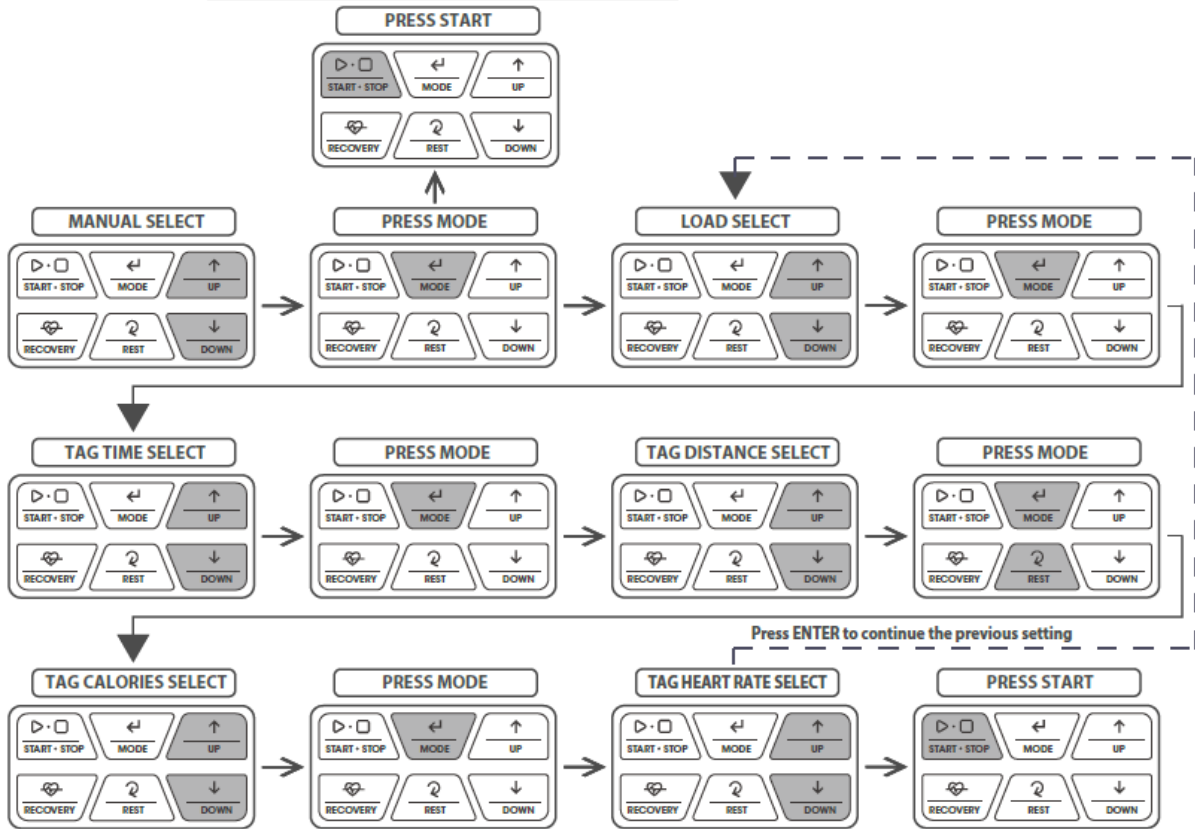 PRESS START
START • STOP MODE UP
RECOVERY REST DOWN
MANUAL SELECT
START • STOP MODE UP
RECOVERY REST DOWN
PRESS MODE
START • STOP MODE UP
RECOVERY REST DOWN
LOAD SELECT
START • STOP MODE UP
RECOVERY REST DOWN
PRESS MODE
START • STOP MODE UP
RECOVERY REST DOWN
TAG TIME SELECT
START • STOP MODE UP
RECOVERY REST DOWN
PRESS MODE
START • STOP MODE UP
RECOVERY REST DOWN
TAG DISTANCE SELECT
START • STOP MODE UP
RECOVERY REST DOWN
PRESS MODE
START • STOP MODE UP
RECOVERY REST DOWN
Press ENTER to continue the previous setting
TAG CALORIES SELECT
START • STOP MODE UP
RECOVERY REST DOWN
PRESS MODE
START • STOP MODE UP
RECOVERY REST DOWN
TAG HEART RATE SELECT
START • STOP MODE UP
RECOVERY REST DOWN
PRESS START
START • STOP MODE UP
RECOVERY REST DOWN